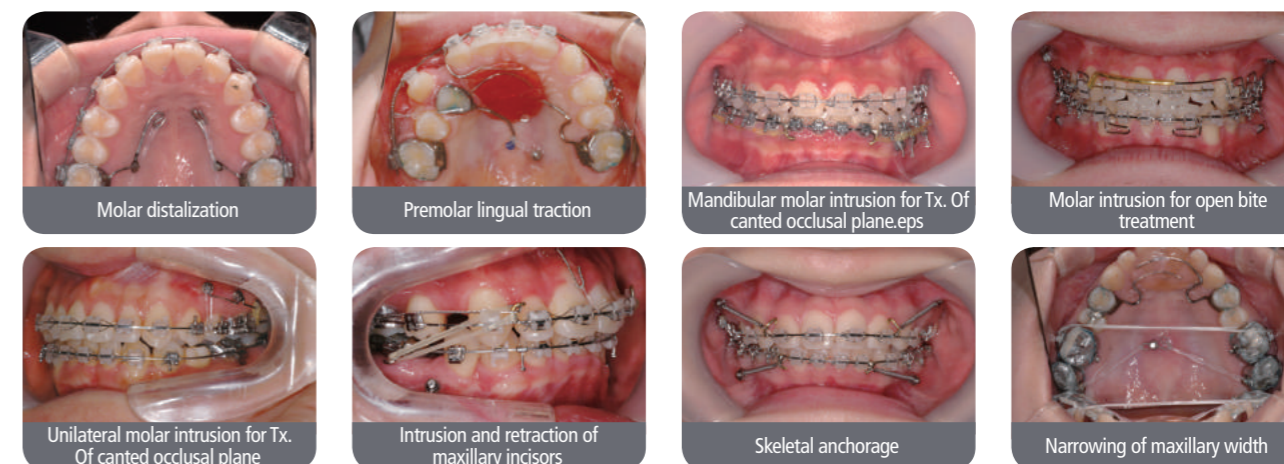 Molar distalization
Premolar lingual traction
Mandibular molar intrusion for Tx. Of
canted occlusal plane.eps
Molar intrusion for open bite
treatment
Unilateral molar intrusion for Tx.
Of canted occlusal plane
Intrusion and retraction of
maxillary incisors
Skeletal anchorage
Narrowing of maxillary width